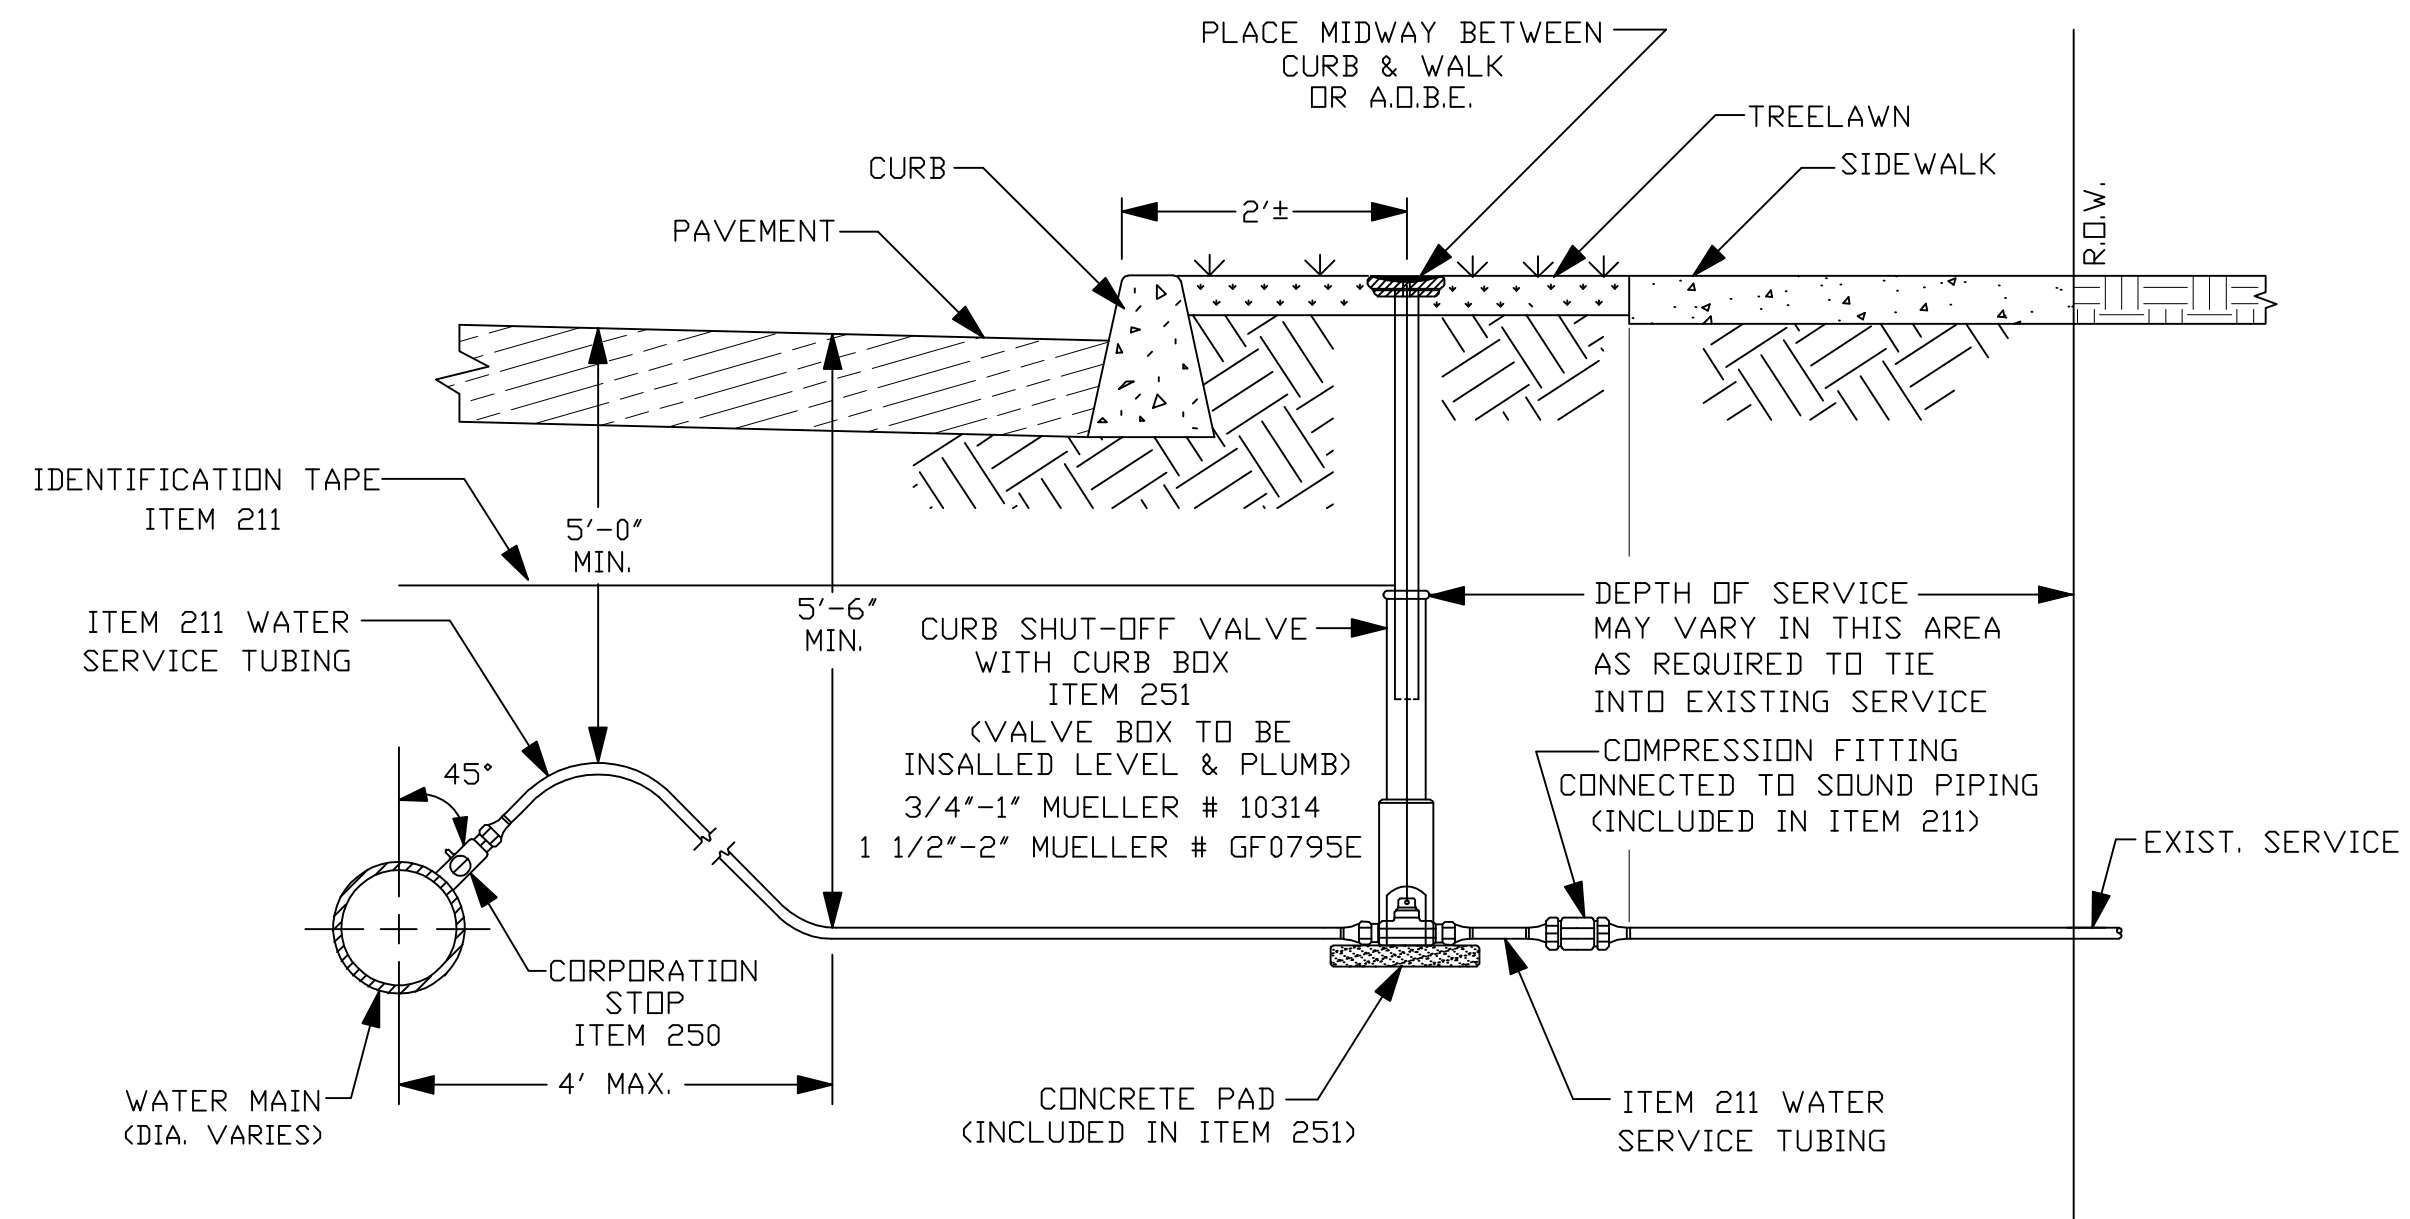 PLACE MIDWAY BETWEEN
CURB & WALK
OR A.O.B.E.
TREELAWN
SIDEWALK
CURB
PAVEMENT
2'±
R.O.W.
IDENTIFICATION TAPE
ITEM 211
5'-0"
MIN.
ITEM 211 WATER
SERVICE TUBING
5'-6"
MIN.
CURB SHUT-OFF VALVE
WITH CURB BOX
ITEM 251
(VALVE BOX TO BE
INSALLED LEVEL & PLUMB)
3/4"-1" MUELLER # 10314
1 1/2"-2" MUELLER # GF0795E
DEPTH OF SERVICE
MAY VARY IN THIS AREA
AS REQUIRED TO TIE
INTO EXISTING SERVICE
COMPRESSION FITTING
CONNECTED TO SOUND PIPING
(INCLUDED IN ITEM 211)
EXIST. SERVICE
45°
CORPORATION
STOP
ITEM 250
4' MAX.
WATER MAIN
(DIA. VARIES)
CONCRETE PAD
(INCLUDED IN ITEM 251)
ITEM 211 WATER
SERVICE TUBING